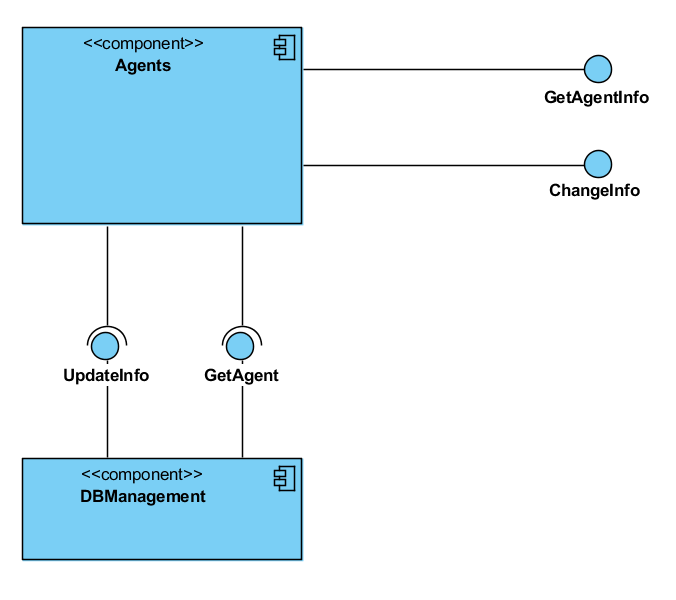 <<component>>
Agents
GetAgentInfo
ChangeInfo
UpdateInfo
GetAgent
<<component>>
DBManagement